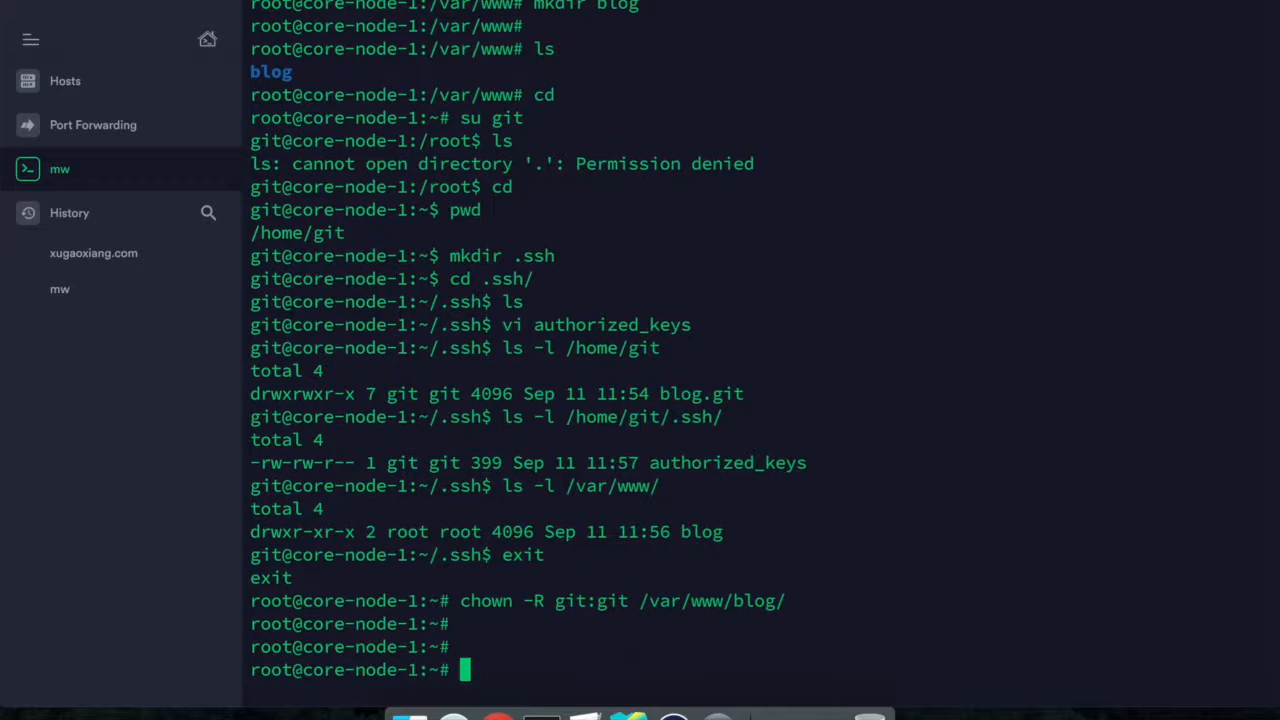 Hosts
Port Forwarding
mw
History
xugaoxiang.com
mw
root@core-node-1:/var/www# mkdir blog
root@core-node-1:/var/www#
root@core-node-1:/var/www# ls
blog
root@core-node-1:/var/www# cd
root@core-node-1:~# su git
git@core-node-1:/root$ ls
ls: cannot open directory '.': Permission denied
git@core-node-1:/root$ cd
git@core-node-1:~$ pwd
/home/git
git@core-node-1:~$ mkdir .ssh
git@core-node-1:~$ cd .ssh/
git@core-node-1:~/.ssh$ ls
git@core-node-1:~/.ssh$ vi authorized_keys
git@core-node-1:~/.ssh$ ls -l /home/git
total 4
drwxrwxr-x 7 git git 4096 Sep 11 11:54 blog.git
git@core-node-1:~/.ssh$ ls -l /home/git/.ssh/
total 4
-rw-rw-r-- 1 git git 399 Sep 11 11:57 authorized_keys
git@core-node-1:~/.ssh$ ls -l /var/www/
total 4
drwxr-xr-x 2 root root 4096 Sep 11 11:56 blog
git@core-node-1:~/.ssh$ exit
exit
root@core-node-1:~# chown -R git:git /var/www/blog/
root@core-node-1:~#
root@core-node-1:~#
root@core-node-1:~#